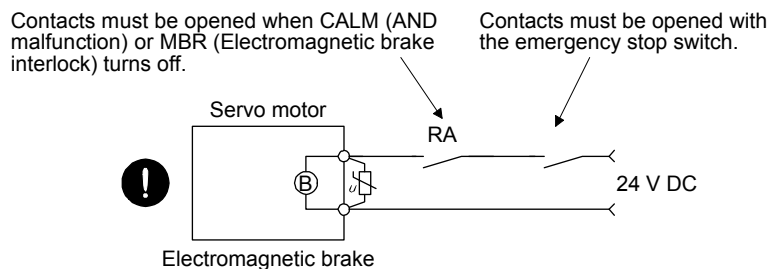 Contacts must be opened when CALM (AND
malfunction) or MBR (Electromagnetic brake
interlock) turns off.
Contacts must be opened with
the emergency stop switch.
Servo motor
RA
B
U
24 V DC
Electromagnetic brake